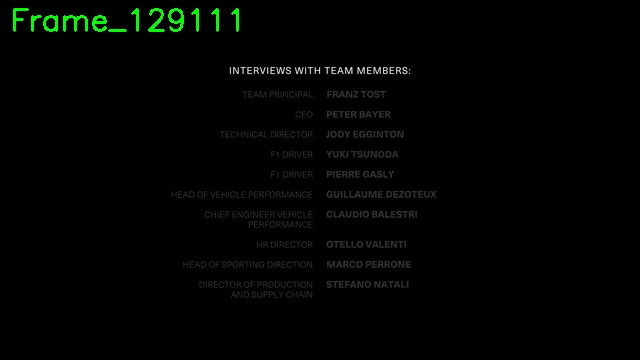 Frame_129111
INTERVIEWS WITH TEAM MEMBERS:
TEAM PRINCIPAL FRANZ TOST
CEO PETER BAYER
TECHNICAL DIRECTOR JODY EGGINTON
F1 DRIVER YUKI TSUNODA
F1 DRIVER PIERRE GASLY
HEAD OF VEHICLE PERFORMANCE GUILLAUME DEZOTEUX
CHIEF ENGINEER VEHICLE CLAUDIO BALESTRI
PERFORMANCE
HR DIRECTOR OTELLO VALENTI
HEAD OF SPORTING DIRECTION MARCO PERRONE
DIRECTOR OF PRODUCTION STEFANO NATALI
AND SUPPLY CHAIN